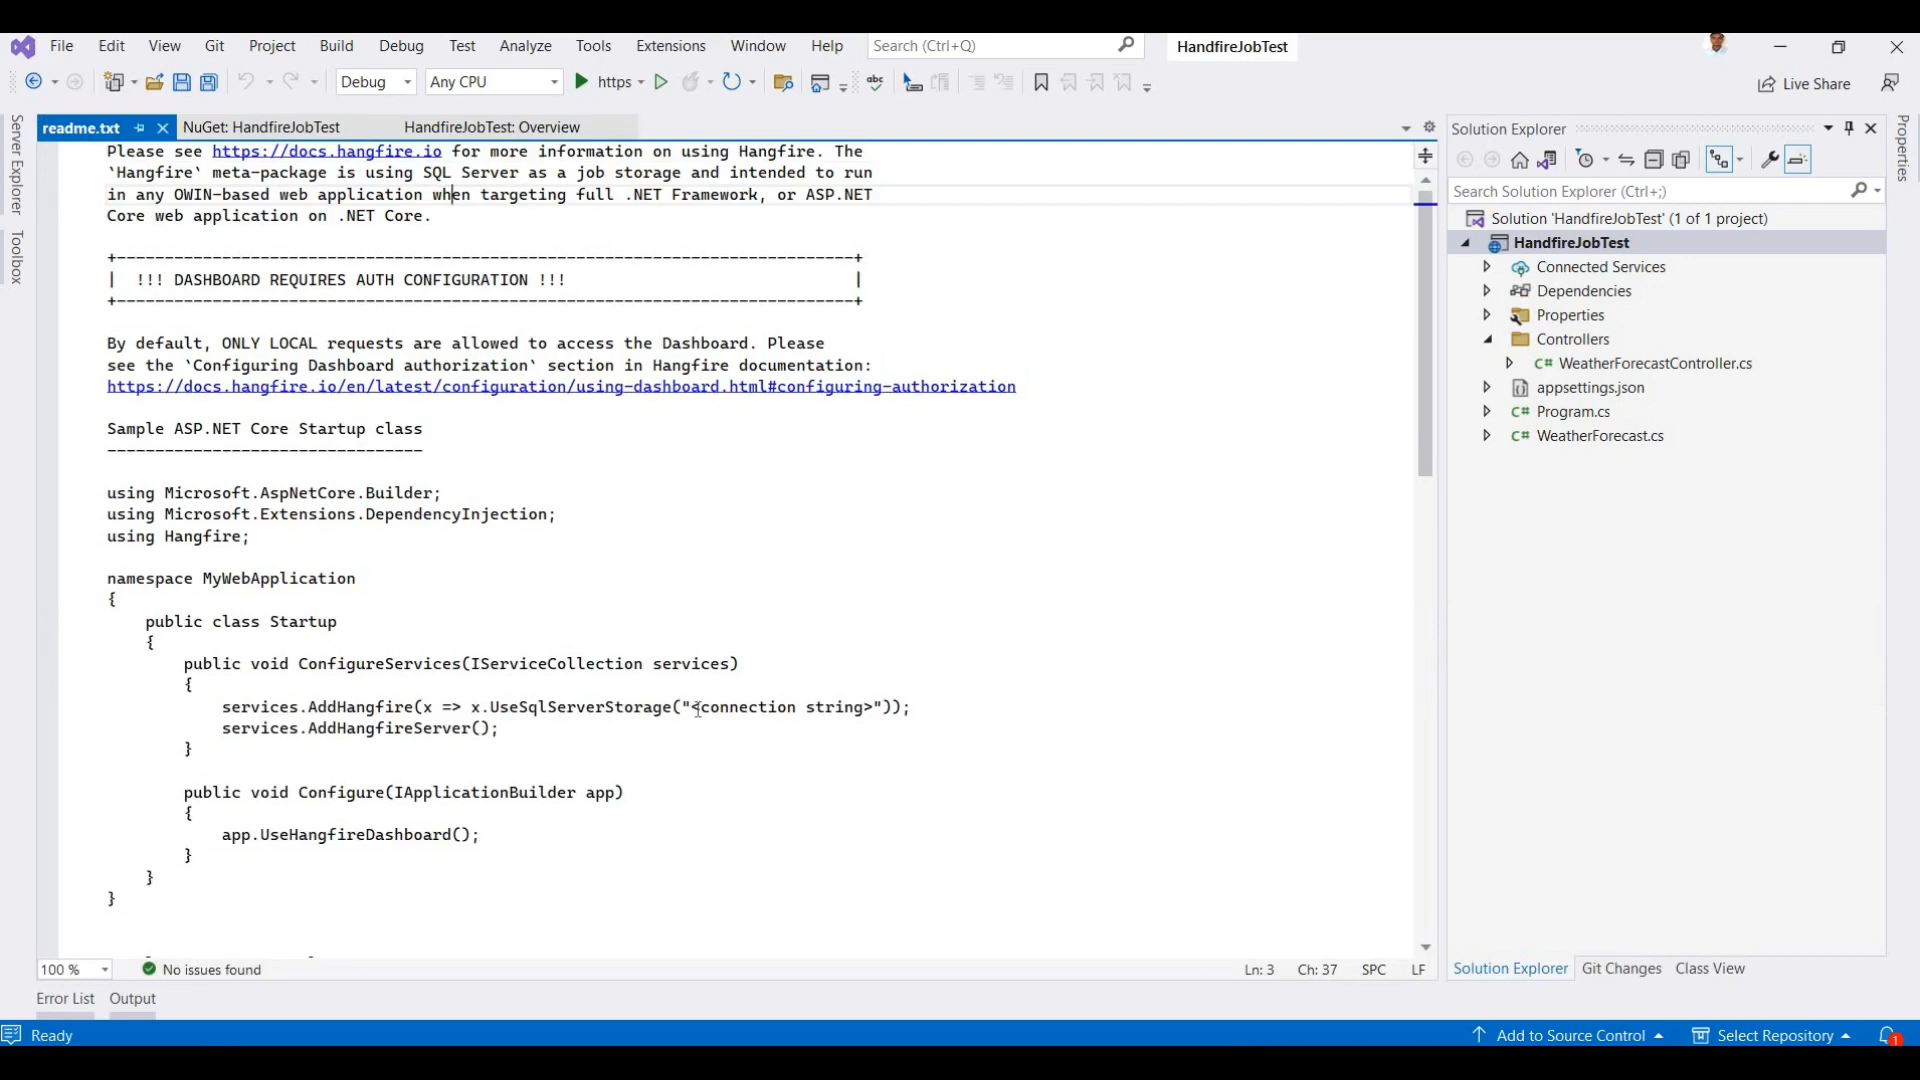 File Edit View Git Project Build Debug Test Analyze Tools Extensions Window Help Search (Ctrl+Q) HandfireJobTest
Debug Any CPU https Live Share
readme.txt NuGet: HandfireJobTest HandfireJobTest: Overview
Server Explorer
Toolbox
Please see https://docs.hangfire.io for more information on using Hangfire. The
`Hangfire` meta-package is using SQL Server as a job storage and intended to run
in any OWIN-based web application when targeting full .NET Framework, or ASP.NET
Core web application on .NET Core.
+-----------------------------------------------------------------------------+
| !!! DASHBOARD REQUIRES AUTH CONFIGURATION !!! |
+-----------------------------------------------------------------------------+
By default, ONLY LOCAL requests are allowed to access the Dashboard. Please
see the `Configuring Dashboard authorization` section in Hangfire documentation:
https://docs.hangfire.io/en/latest/configuration/using-dashboard.html#configuring-authorization
Sample ASP.NET Core Startup class
---------------------------------
using Microsoft.AspNetCore.Builder;
using Microsoft.Extensions.DependencyInjection;
using Hangfire;
namespace MyWebApplication
{
public class Startup
{
public void ConfigureServices(IServiceCollection services)
{
services.AddHangfire(x => x.UseSqlServerStorage("<connection string>"));
services.AddHangfireServer();
}
public void Configure(IApplicationBuilder app)
{
app.UseHangfireDashboard();
}
}
}
100 % No issues found Ln: 3 Ch: 37 SPC LF
Solution Explorer
Search Solution Explorer (Ctrl+;)
Solution 'HandfireJobTest' (1 of 1 project)
HandfireJobTest
Connected Services
Dependencies
Properties
Controllers
C# WeatherForecastController.cs
appsettings.json
C# Program.cs
C# WeatherForecast.cs
Solution Explorer Git Changes Class View
Properties
Error List Output
Ready Add to Source Control Select Repository 1